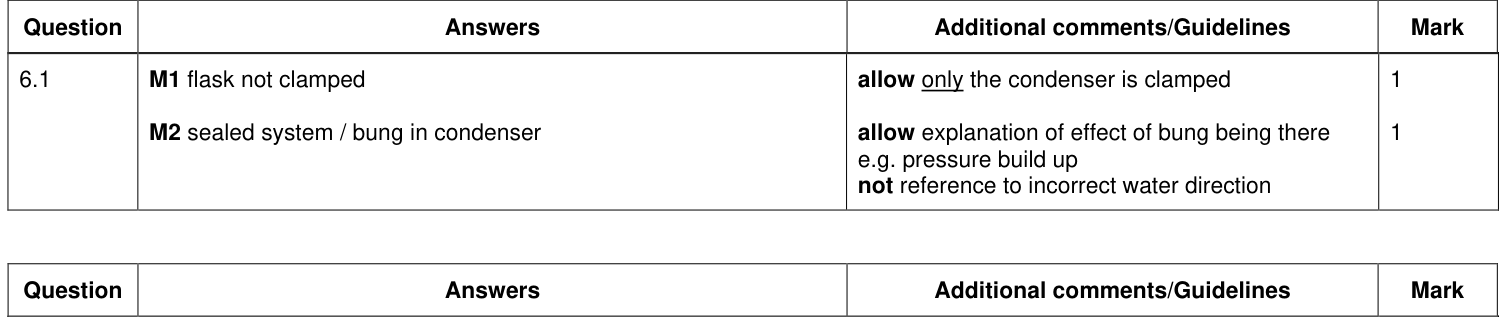 Question Answers Additional comments/Guidelines Mark
6.1 M1 flask not clamped allow only the condenser is clamped 1
M2 sealed system / bung in condenser allow explanation of effect of bung being there 1
e.g. pressure build up
not reference to incorrect water direction
Question Answers Additional comments/Guidelines Mark